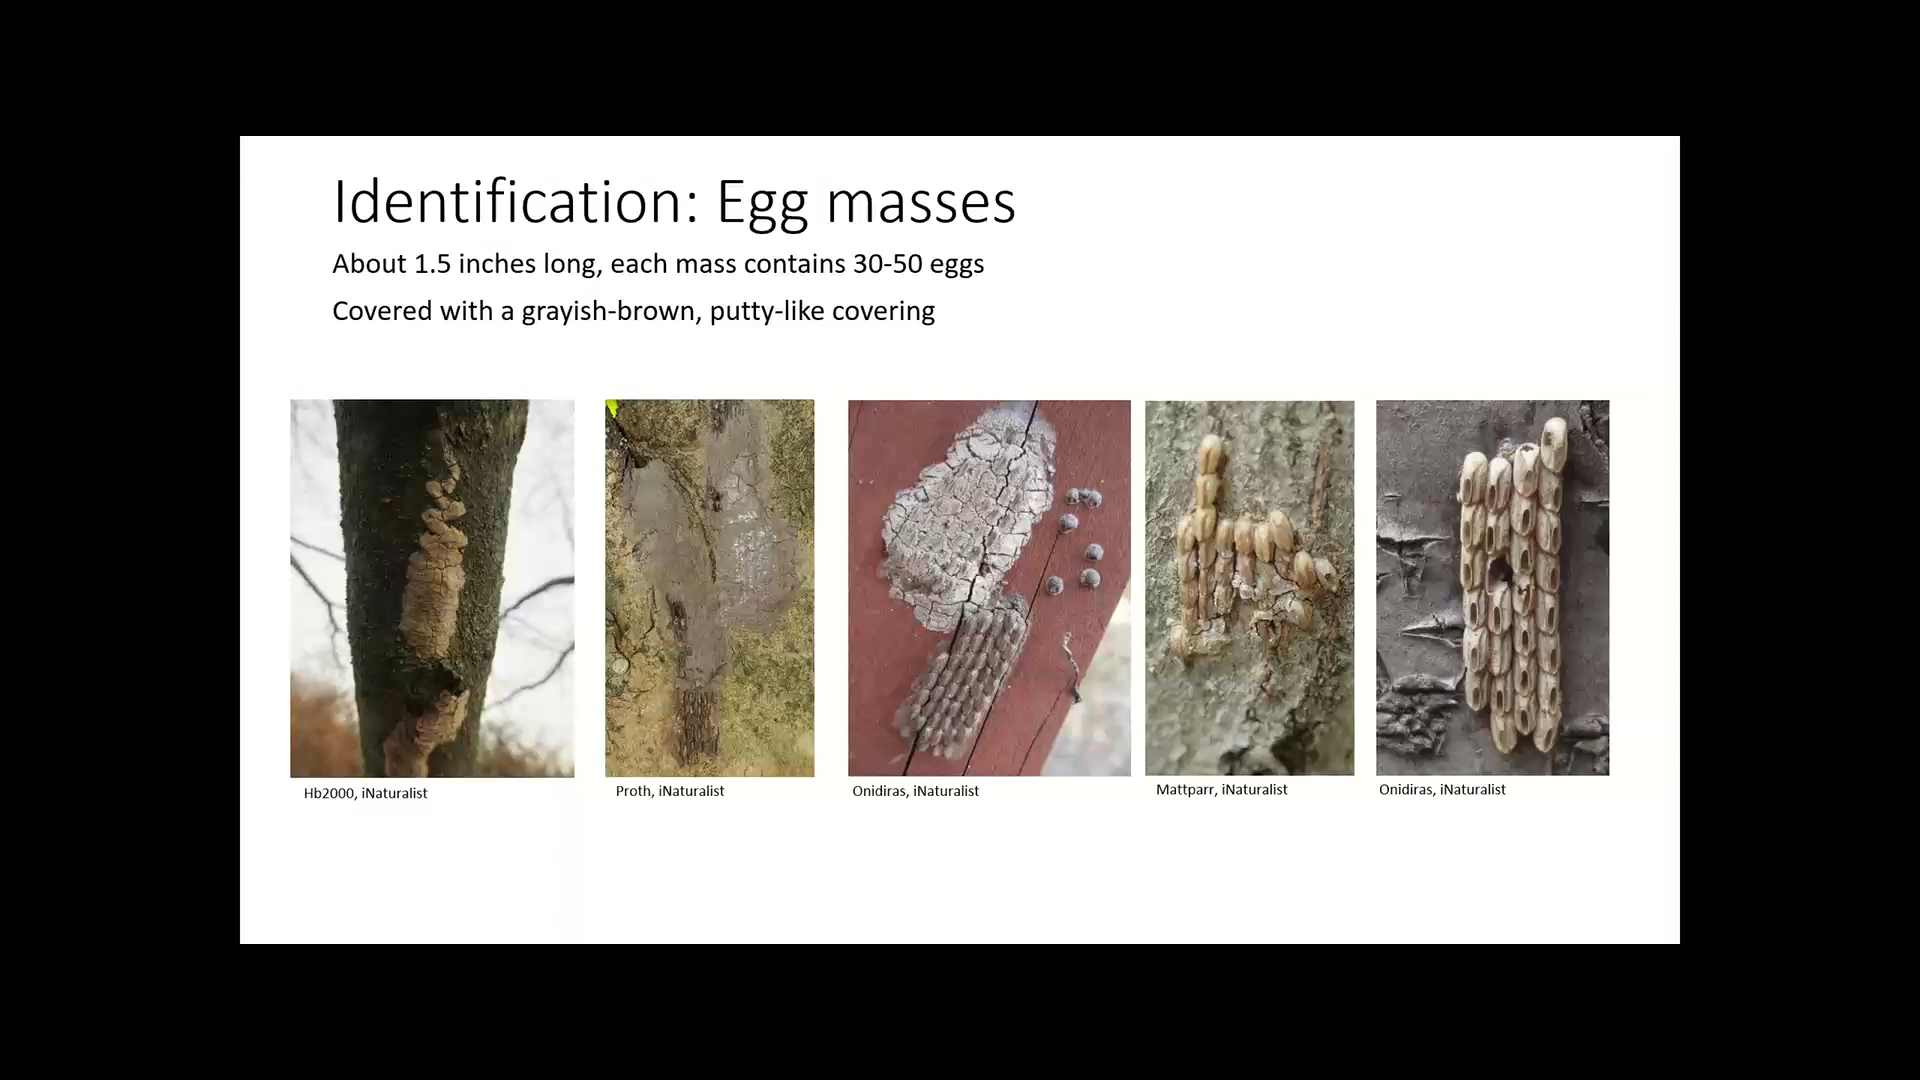 Identification: Egg masses
About 1.5 inches long, each mass contains 30-50 eggs
Covered with a grayish-brown, putty-like covering
Hb2000, iNaturalist
Proth, iNaturalist
Onidiras, iNaturalist
Mattparr, iNaturalist
Onidiras, iNaturalist